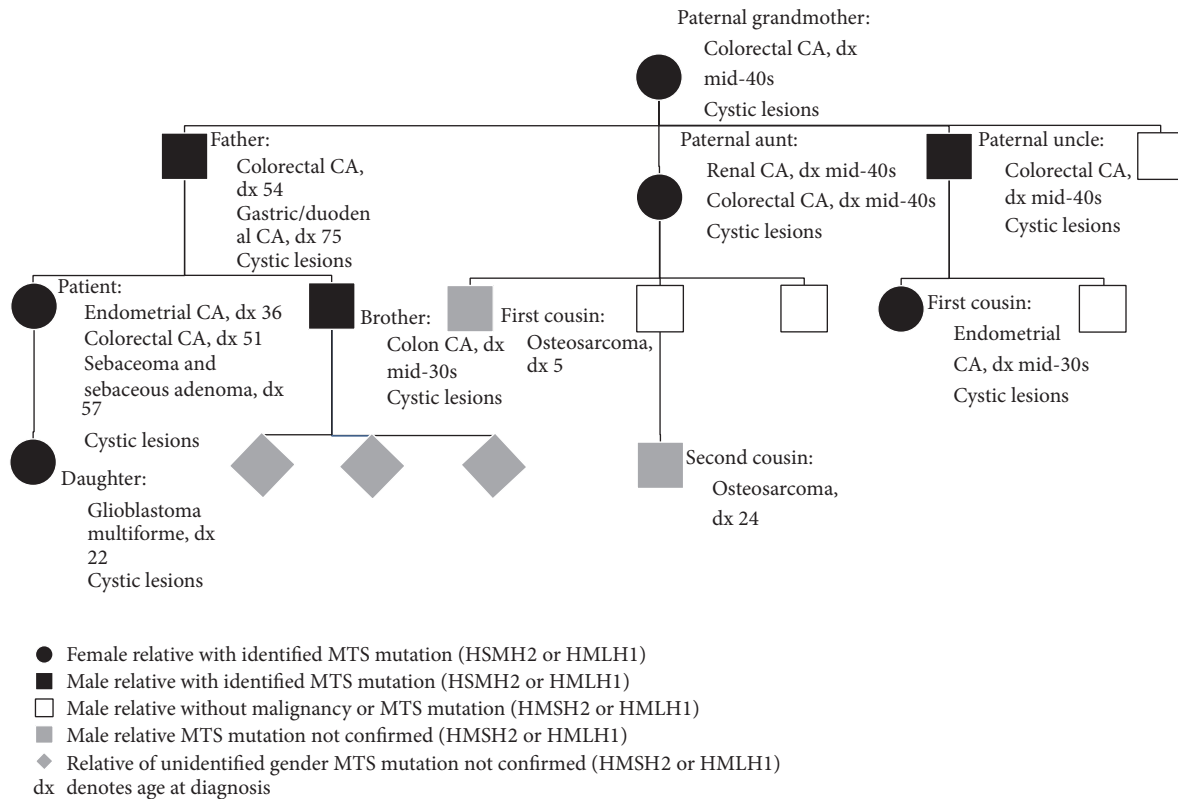 Paternal grandmother:
Colorectal CA, dx
mid-40s
Cystic lesions
Father:
Colorectal CA,
dx 54
Gastric/duoden
al CA, dx 75
Cystic lesions
Paternal aunt:
Renal CA, dx mid-40s
Colorectal CA, dx mid-40s
Cystic lesions
Paternal uncle:
Colorectal CA,
dx mid-40s
Cystic lesions
Patient:
Endometrial CA, dx 36
Colorectal CA, dx 51
Sebaceoma and
sebaceous adenoma, dx
57
Cystic lesions
Brother:
Colon CA, dx
mid-30s
Cystic lesions
First cousin:
Osteosarcoma,
dx 5
First cousin:
Endometrial
CA, dx mid-30s
Cystic lesions
Daughter:
Glioblastoma
multiforme, dx
22
Cystic lesions
Second cousin:
Osteosarcoma,
dx 24
Female relative with identified MTS mutation (HSMH2 or HMLH1)
Male relative with identified MTS mutation (HSMH2 or HMLH1)
Male relative without malignancy or MTS mutation (HMSH2 or HMLH1)
Male relative MTS mutation not confirmed (HMSH2 or HMLH1)
Relative of unidentified gender MTS mutation not confirmed (HMSH2 or HMLH1)
dx denotes age at diagnosis